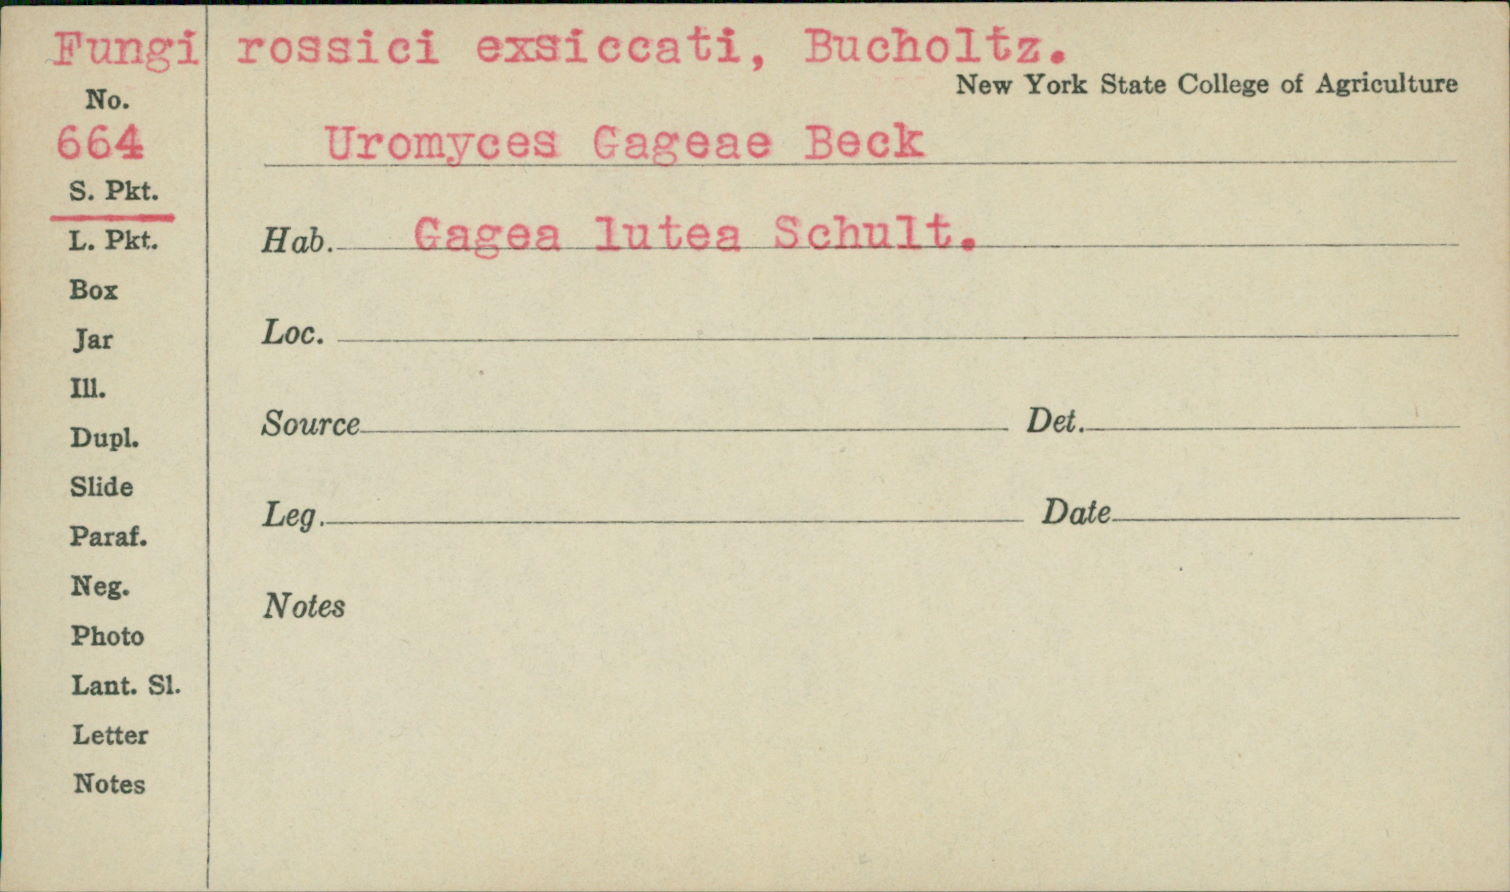 Fungi rossici exsiccati, Bucholtz.
New York State College of Agriculture
No.
664
Uromyces Gageae Beck
S. Pkt.
L. Pkt.
Hab. Gagea lutea Schult.
Box
Jar
Loc.
Ill.
Dupl.
Source Det.
Slide
Paraf.
Leg. Date
Neg.
Notes
Photo
Lant. Sl.
Letter
Notes